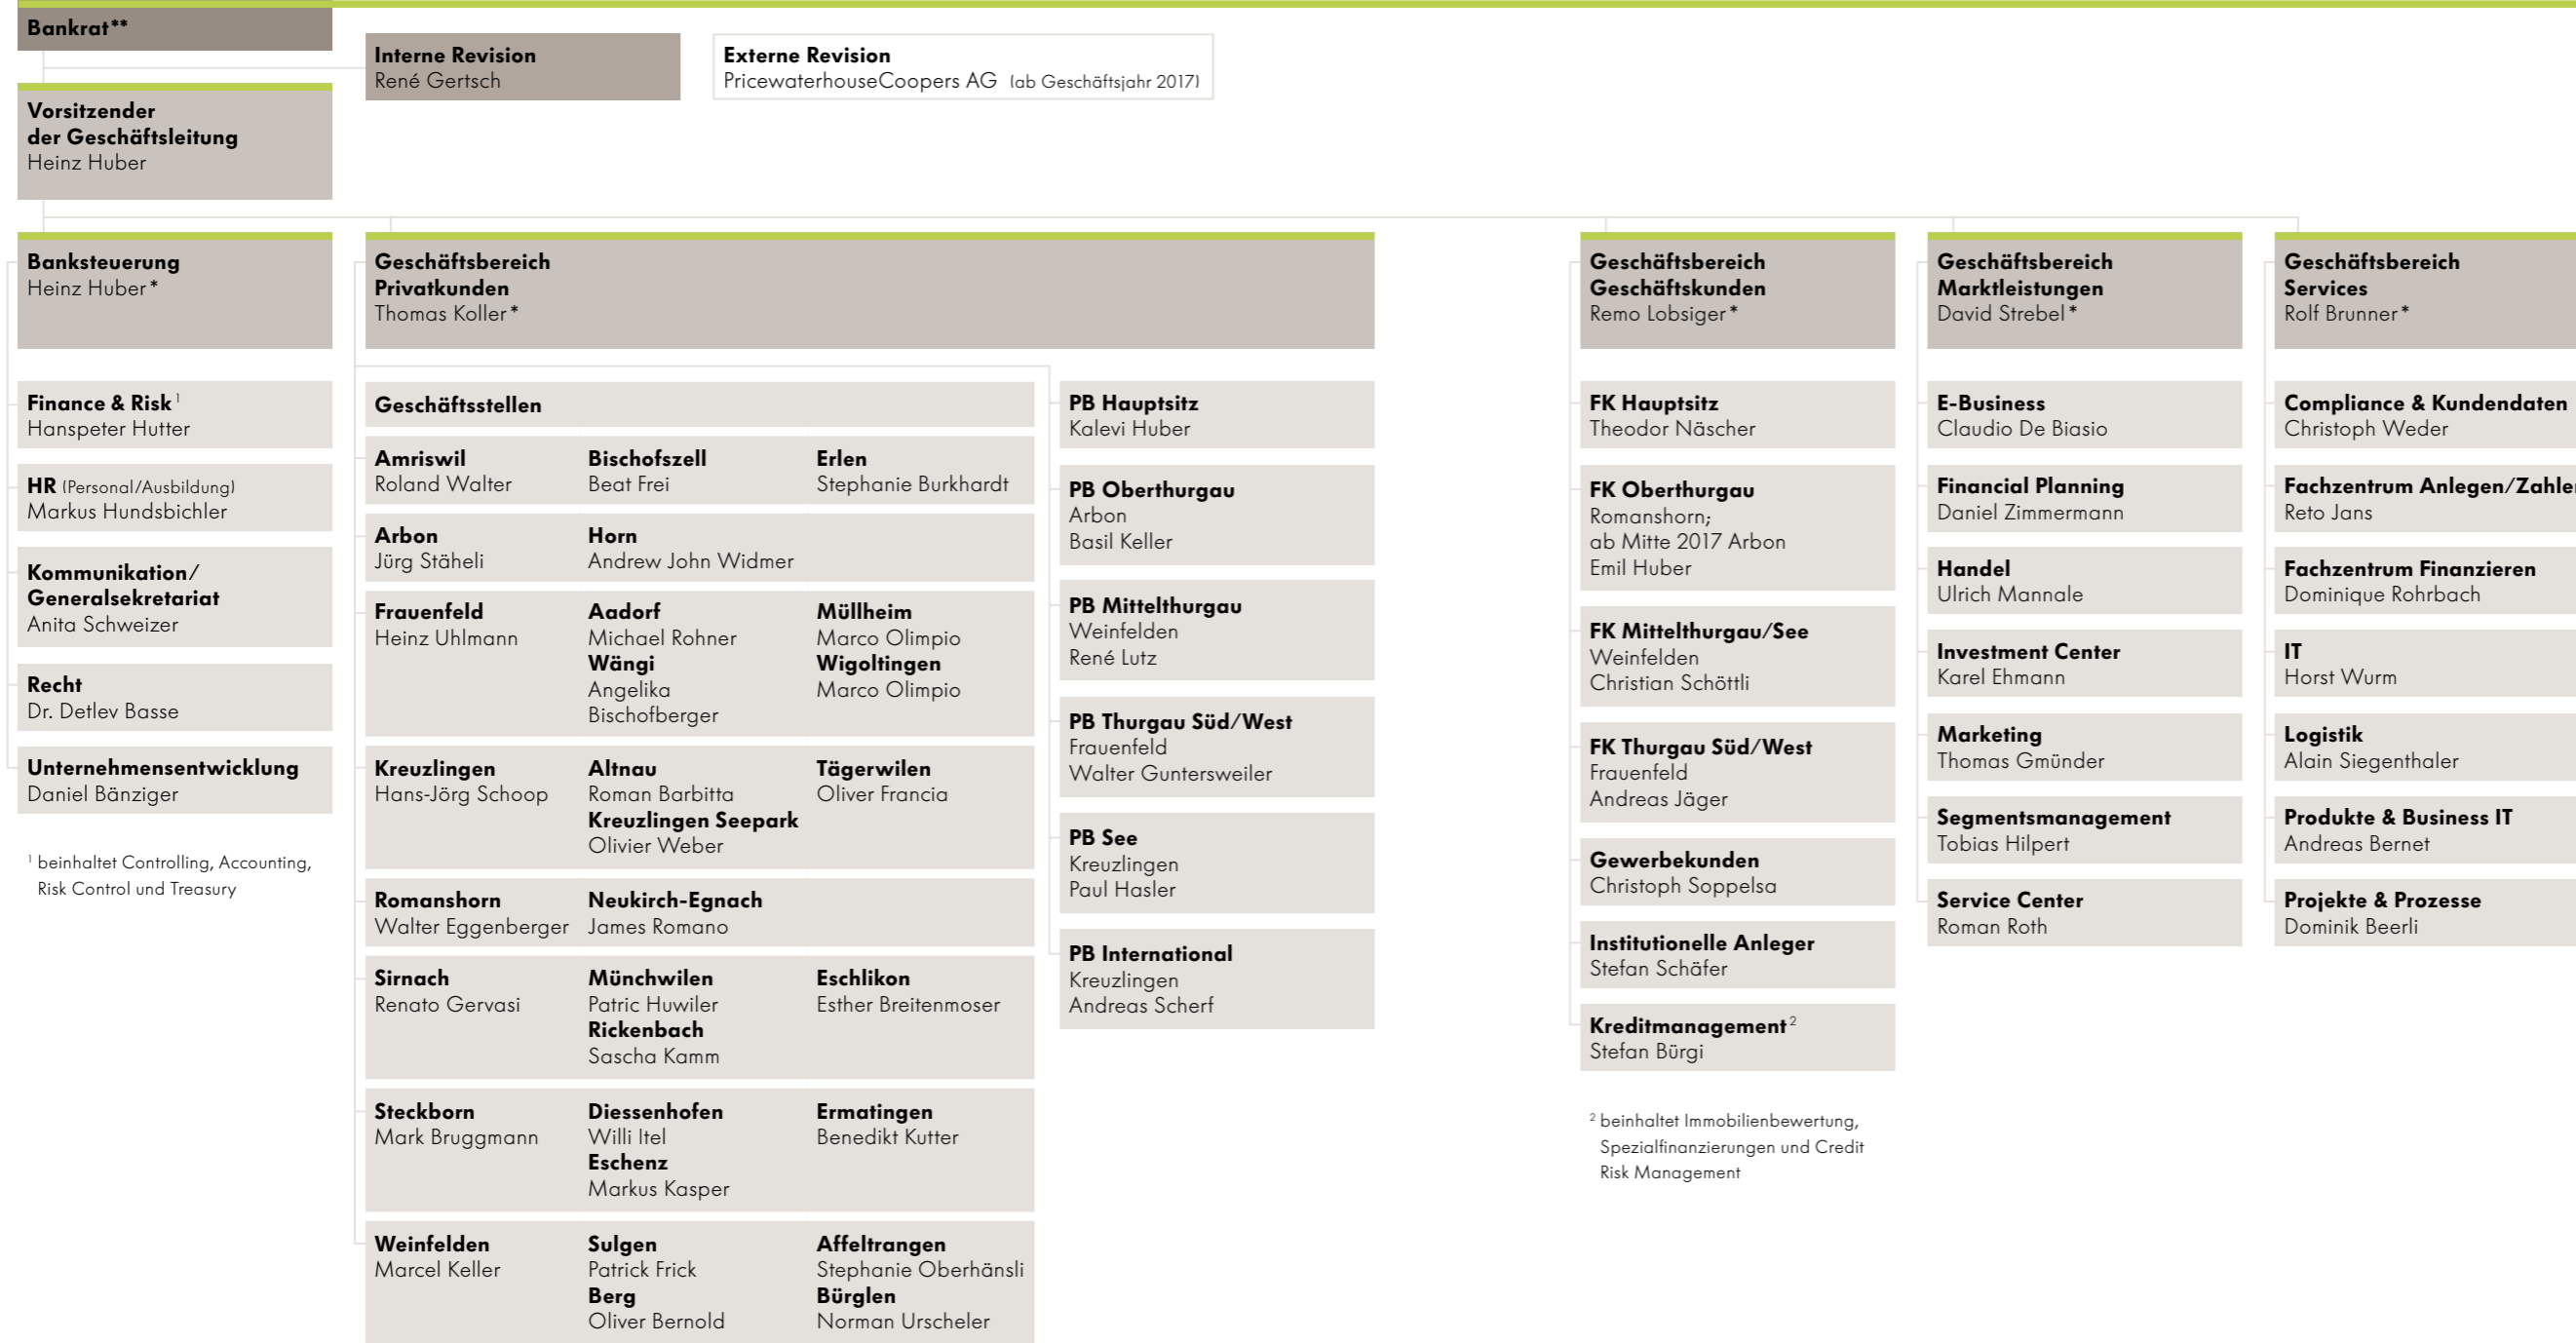 Bankrat**
Interne Revision
René Gertsch
Externe Revision
PricewaterhouseCoopers AG (ab Geschäftsjahr 2017)
Vorsitzender
der Geschäftsleitung
Heinz Huber
Banksteuerung
Heinz Huber*
Finance & Risk¹
Hanspeter Hutter
HR (Personal/Ausbildung)
Markus Hundsbichler
Kommunikation/
Generalsekretariat
Anita Schweizer
Recht
Dr. Detlev Basse
Unternehmensentwicklung
Daniel Bänziger
¹ beinhaltet Controlling, Accounting,
Risk Control und Treasury
Geschäftsbereich
Privatkunden
Thomas Koller*
Geschäftsstellen
Amriswil
Roland Walter
Bischofszell
Beat Frei
Erlen
Stephanie Burkhardt
Arbon
Jürg Stäheli
Horn
Andrew John Widmer
Frauenfeld
Heinz Uhlmann
Aadorf
Michael Rohner
Wängi
Angelika
Bischofberger
Müllheim
Marco Olimpio
Wigoltingen
Marco Olimpio
Kreuzlingen
Hans-Jörg Schoop
Altnau
Roman Barbitta
Kreuzlingen Seepark
Olivier Weber
Tägerwilen
Oliver Francia
Romanshorn
Walter Eggenberger
Neukirch-Egnach
James Romano
Sirnach
Renato Gervasi
Münchwilen
Patric Huwiler
Rickenbach
Sascha Kamm
Eschlikon
Esther Breitenmoser
Steckborn
Mark Bruggmann
Diessenhofen
Willi Itel
Eschenz
Markus Kasper
Ermatingen
Benedikt Kutter
Weinfelden
Marcel Keller
Sulgen
Patrick Frick
Berg
Oliver Bernold
Affeltrangen
Stephanie Oberhänsli
Bürglen
Norman Urscheler
PB Hauptsitz
Kalevi Huber
PB Oberthurgau
Arbon
Basil Keller
PB Mittelthurgau
Weinfelden
René Lutz
PB Thurgau Süd/West
Frauenfeld
Walter Guntersweiler
PB See
Kreuzlingen
Paul Hasler
PB International
Kreuzlingen
Andreas Scherf
Geschäftsbereich
Geschäftskunden
Remo Lobsiger*
FK Hauptsitz
Theodor Näscher
FK Oberthurgau
Romanshorn;
ab Mitte 2017 Arbon
Emil Huber
FK Mittelthurgau/See
Weinfelden
Christian Schöttli
FK Thurgau Süd/West
Frauenfeld
Andreas Jäger
Gewerbekunden
Christoph Soppelsa
Institutionelle Anleger
Stefan Schäfer
Kreditmanagement²
Stefan Bürgi
² beinhaltet Immobilienbewertung,
Spezialfinanzierungen und Credit
Risk Management
Geschäftsbereich
Marktleistungen
David Strebel*
E-Business
Claudio De Biasio
Financial Planning
Daniel Zimmermann
Handel
Ulrich Mannale
Investment Center
Karel Ehmann
Marketing
Thomas Gmünder
Segmentsmanagement
Tobias Hilpert
Service Center
Roman Roth
Geschäftsbereich
Services
Rolf Brunner*
Compliance & Kundendaten
Christoph Weder
Fachzentrum Anlegen/Zahle
Reto Jans
Fachzentrum Finanzieren
Dominique Rohrbach
IT
Horst Wurm
Logistik
Alain Siegenthaler
Produkte & Business IT
Andreas Bernet
Projekte & Prozesse
Dominik Beerli